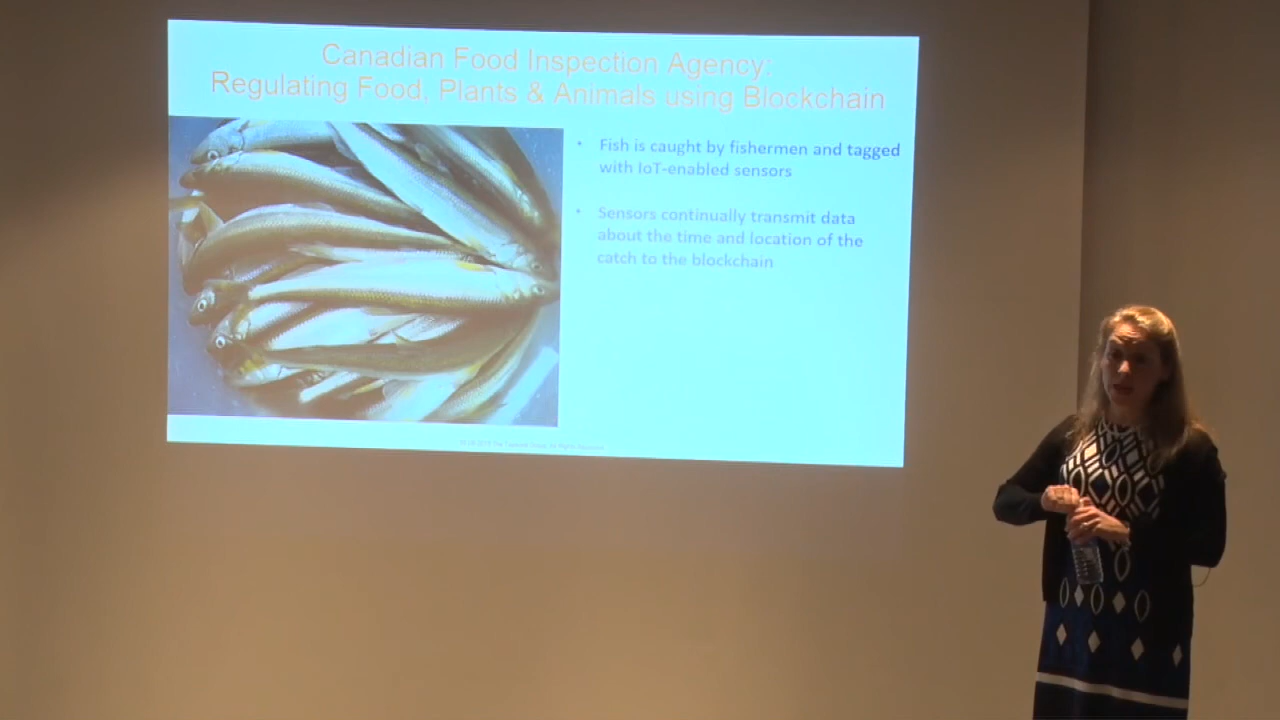 Canadian Food Inspection Agency:
Regulating Food, Plants & Animals using Blockchain
• Fish is caught by fishermen and tagged
with IoT-enabled sensors
• Sensors continually transmit data
about the time and location of the
catch to the blockchain